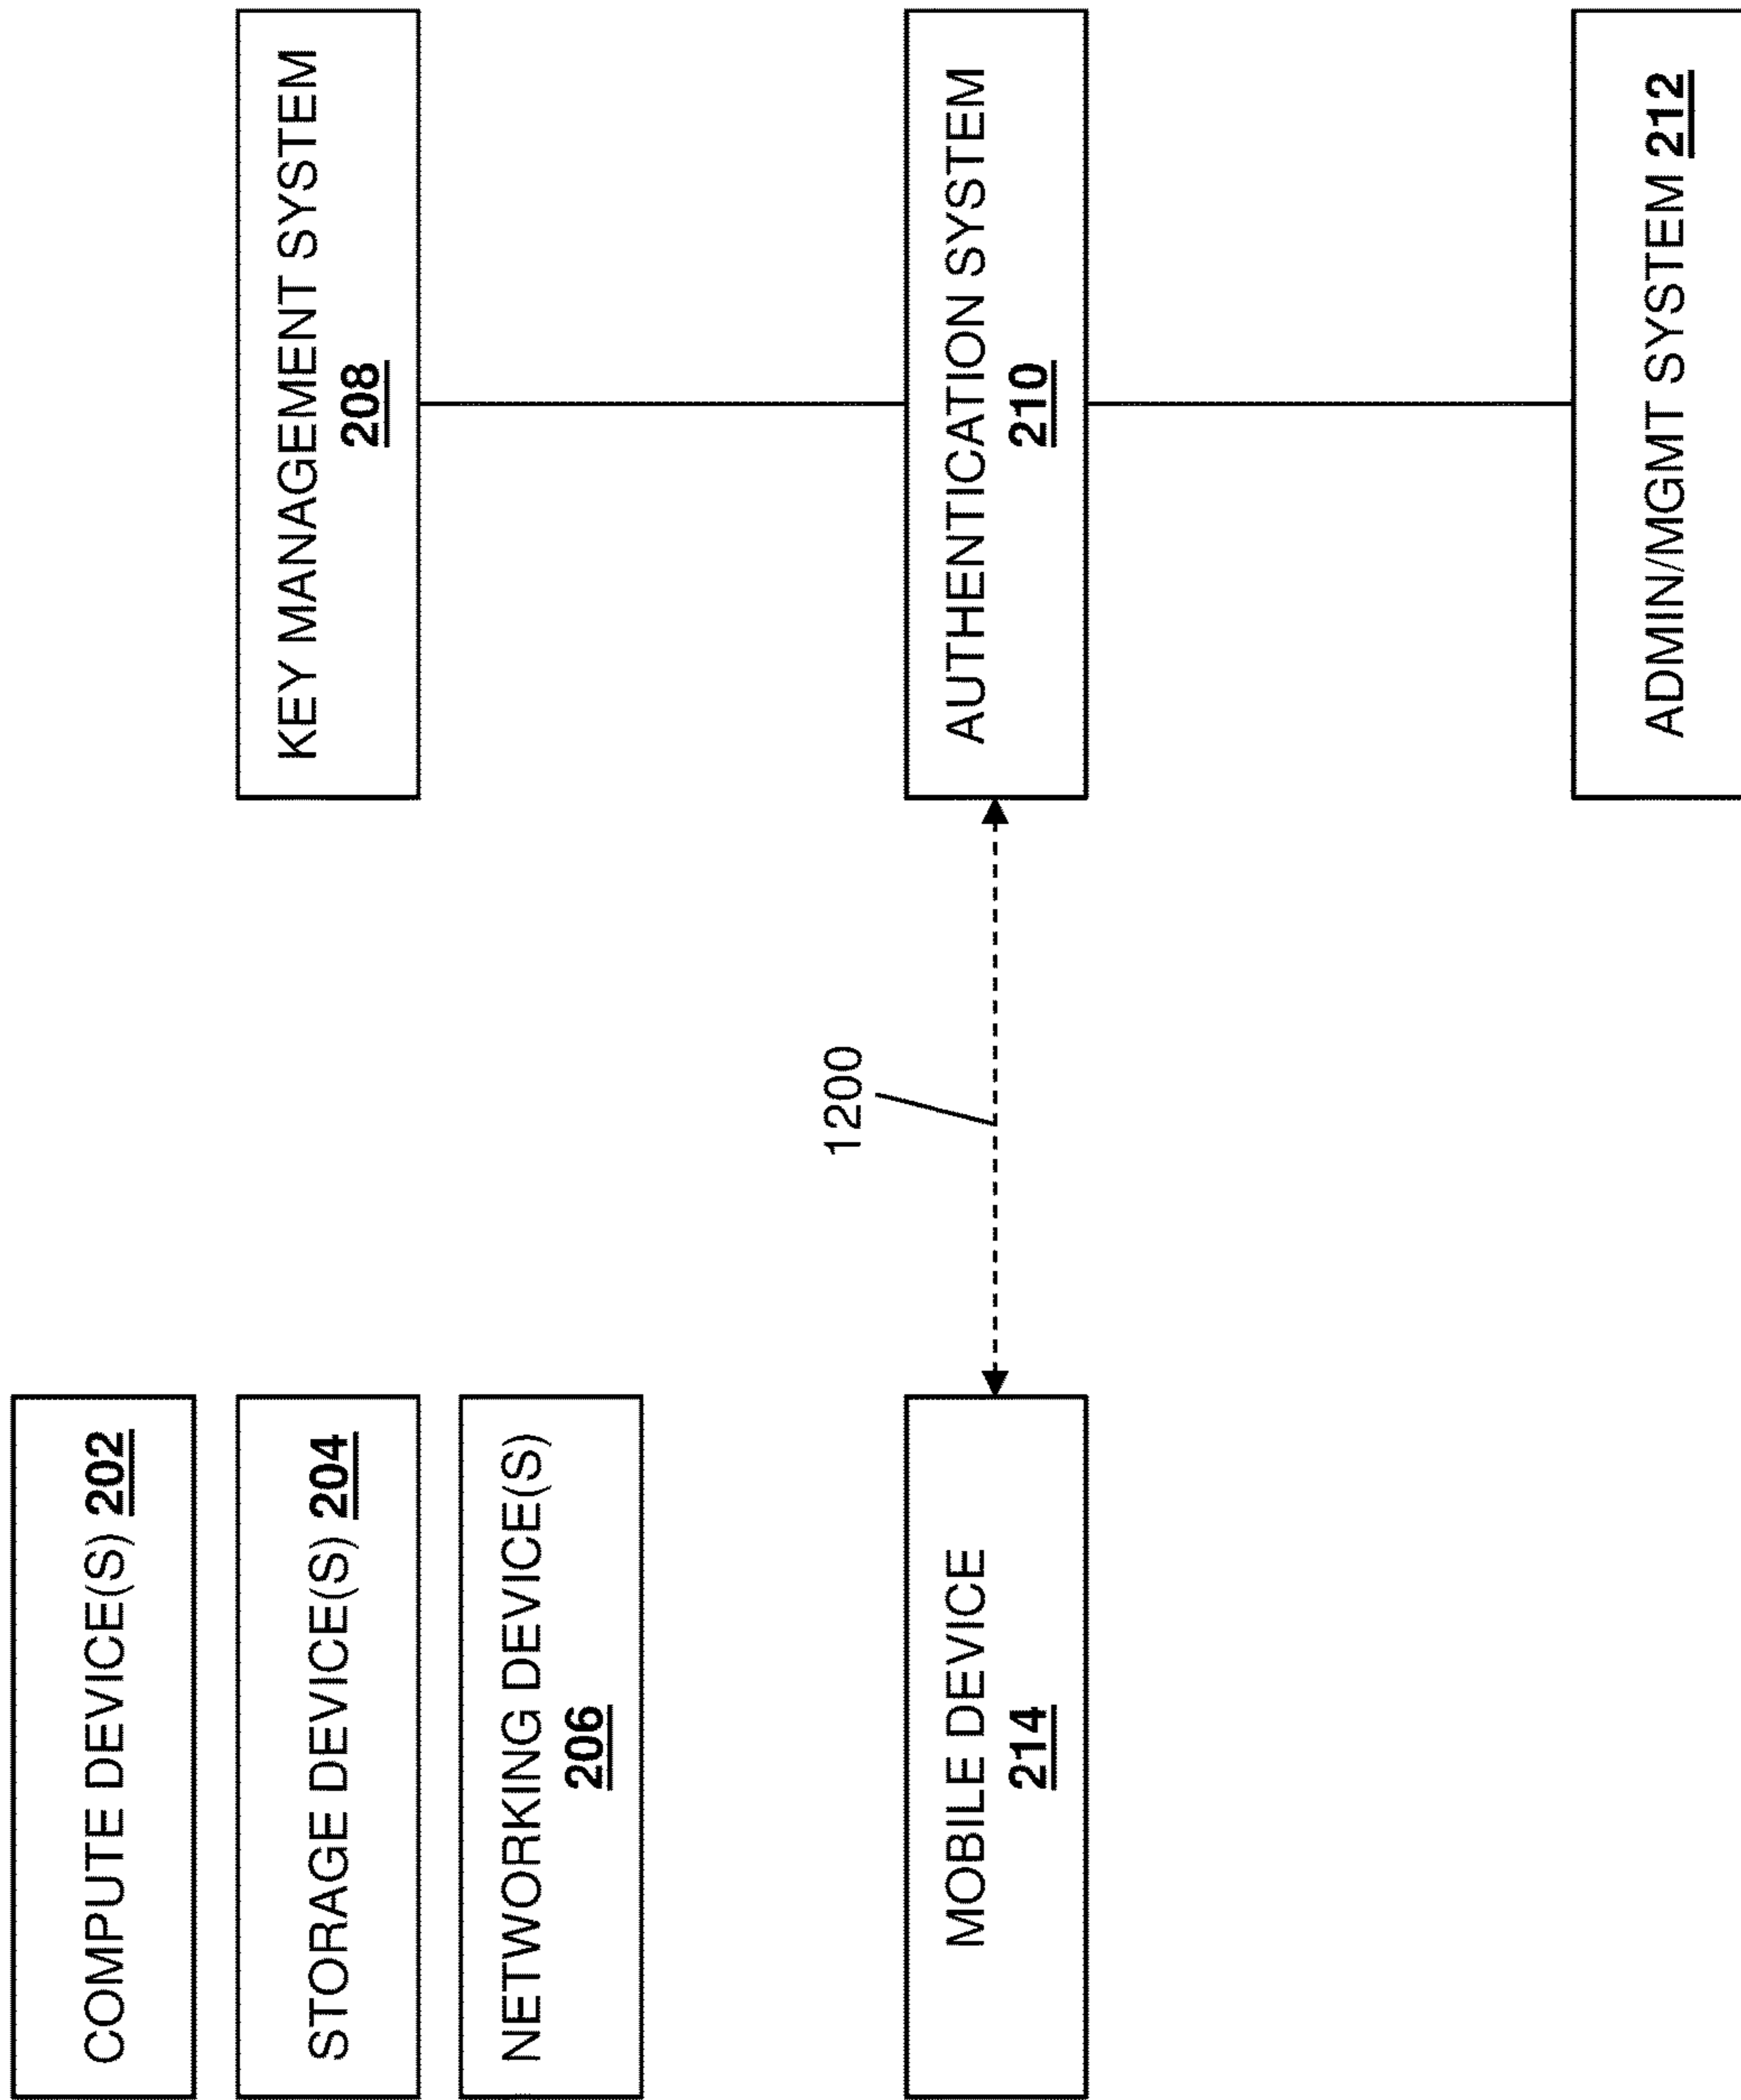 COMPUTE DEVICE(S) 202
STORAGE DEVICE(S) 204
NETWORKING DEVICE(S)
206
MOBILE DEVICE
214
1200
KEY MANAGEMENT SYSTEM
208
AUTHENTICATION SYSTEM
210
ADMIN/MGMT SYSTEM 212